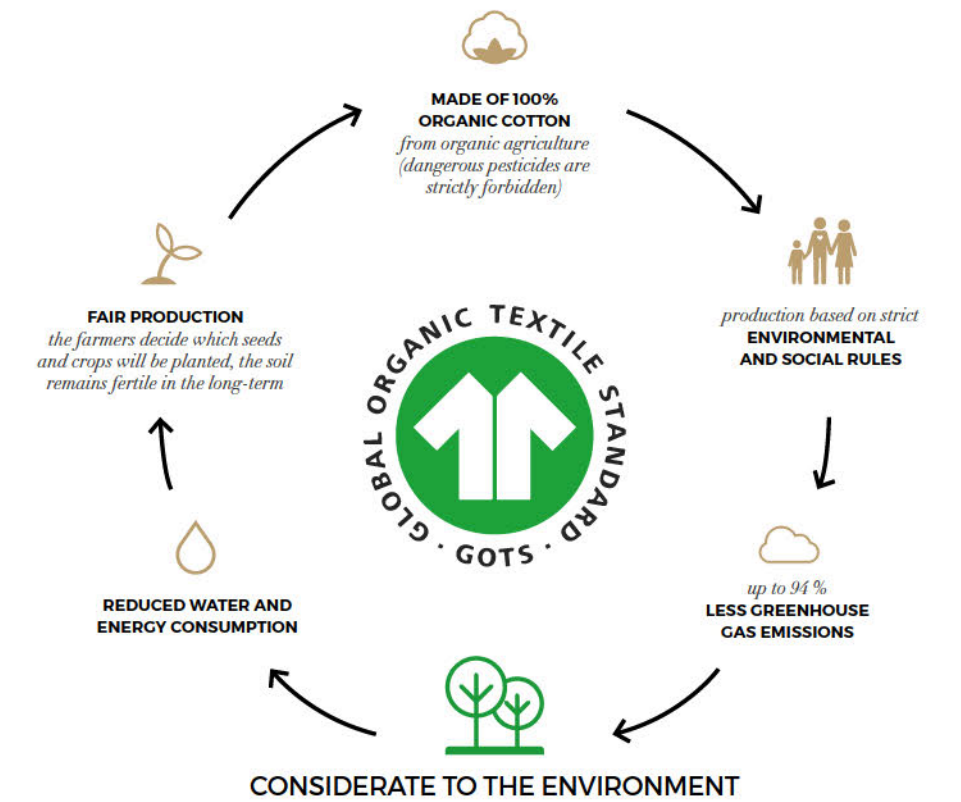 MADE OF 100%
ORGANIC COTTON
from organic agriculture
(dangerous pesticides are
strictly forbidden)
production based on strict
ENVIRONMENTAL
AND SOCIAL RULES
up to 94 %
LESS GREENHOUSE
GAS EMISSIONS
CONSIDERATE TO THE ENVIRONMENT
REDUCED WATER AND
ENERGY CONSUMPTION
FAIR PRODUCTION
the farmers decide which seeds
and crops will be planted, the soil
remains fertile in the long-term
GLOBAL ORGANIC TEXTILE STANDARD
· GOTS ·